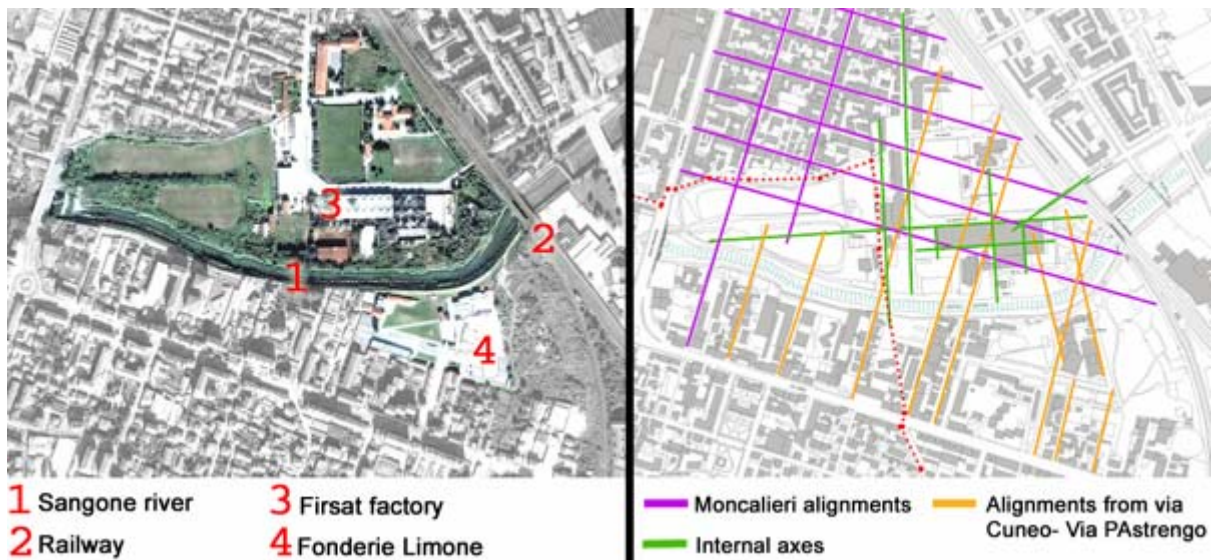 3
2
1
4
1 Sangone river
3 Firsat factory
2 Railway
4 Fonderie Limone
Moncalieri alignments
Alignments from via
Cuneo- Via PAstrengo
Internal axes